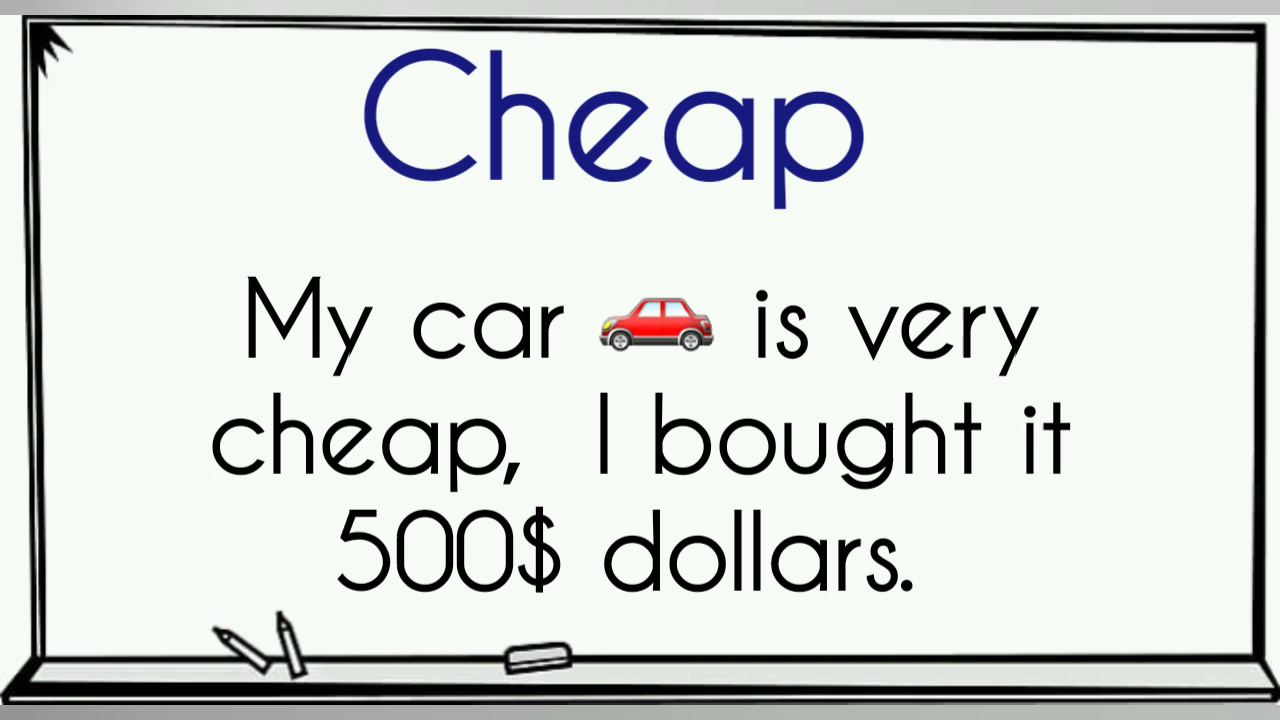 Cheap
My car 🚗 is very
cheap, I bought it
500$ dollars.